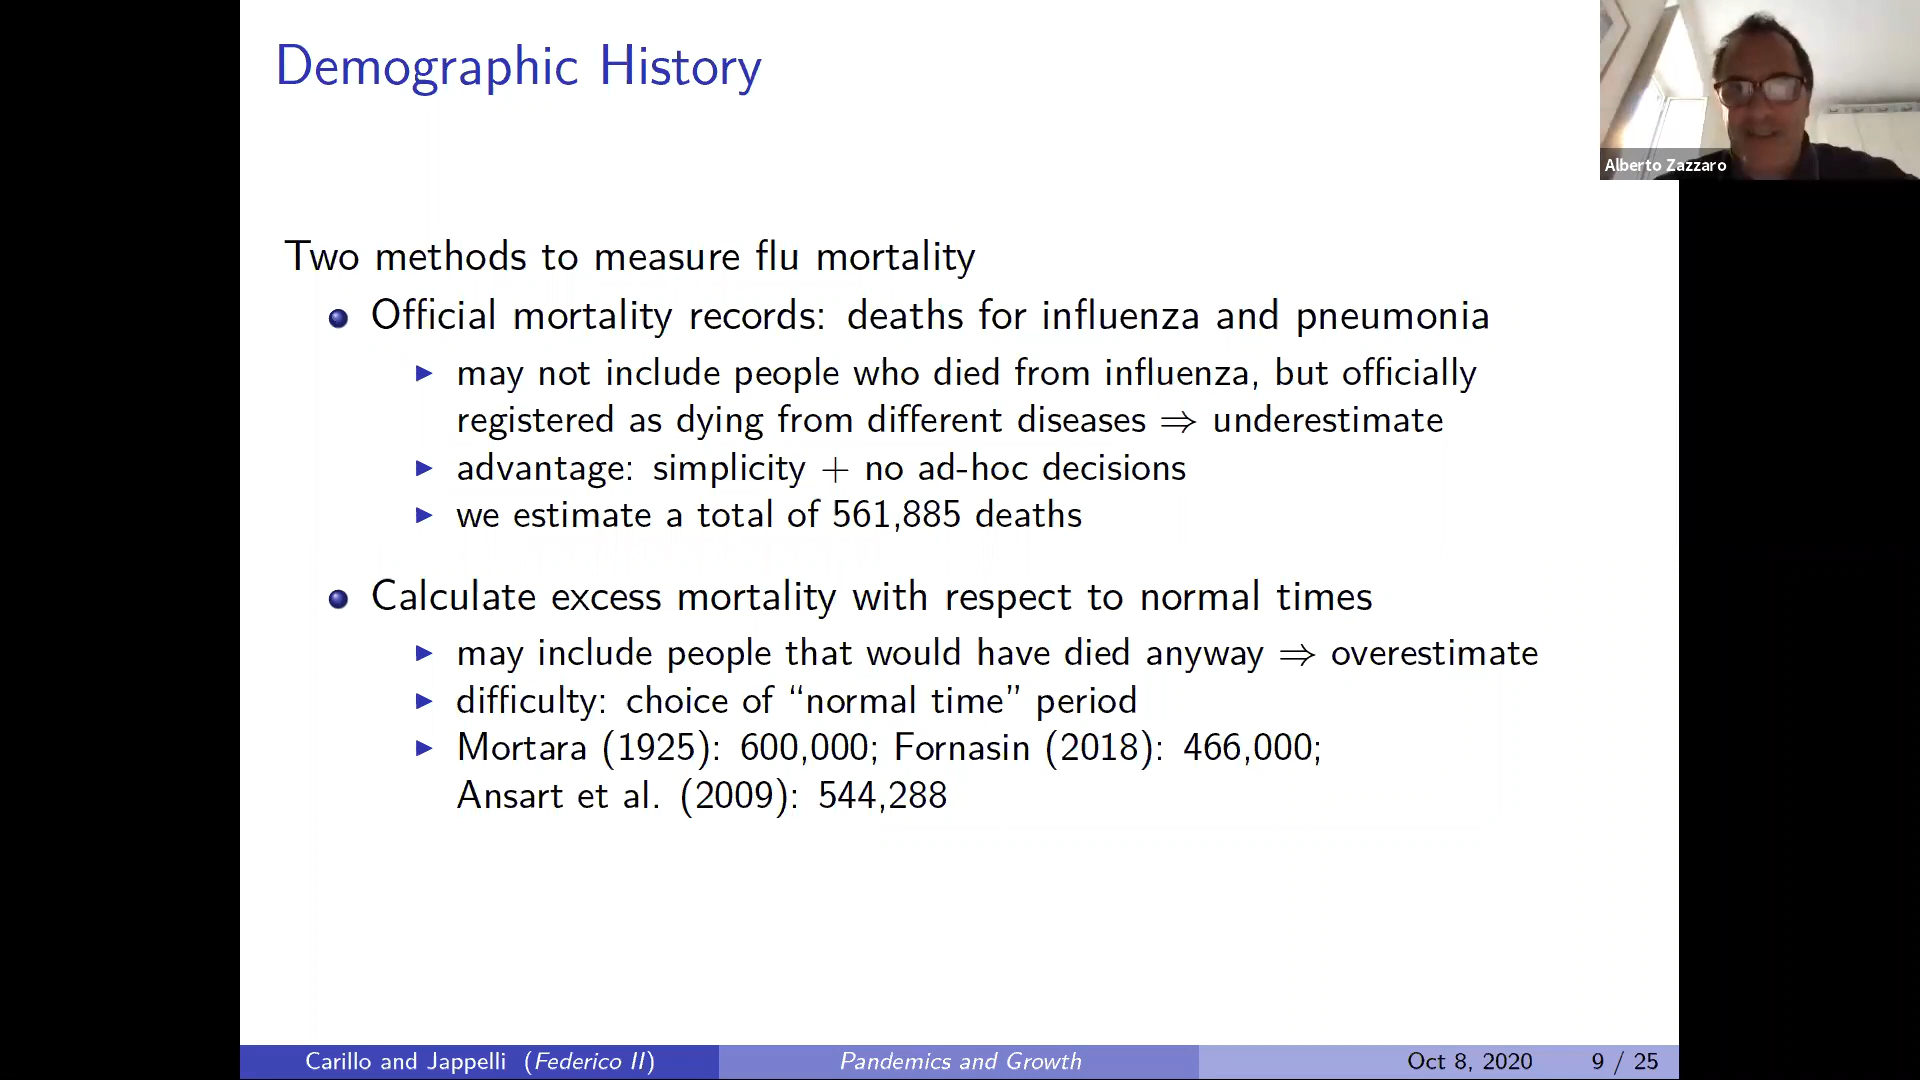 Demographic History
Alberto Zazzaro
Two methods to measure flu mortality
Official mortality records: deaths for influenza and pneumonia
may not include people who died from influenza, but officially
registered as dying from different diseases ⇒ underestimate
advantage: simplicity + no ad-hoc decisions
we estimate a total of 561,885 deaths
Calculate excess mortality with respect to normal times
may include people that would have died anyway ⇒ overestimate
difficulty: choice of “normal time” period
Mortara (1925): 600,000; Fornasin (2018): 466,000;
Ansart et al. (2009): 544,288
Carillo and Jappelli (Federico II) Pandemics and Growth Oct 8, 2020 9 / 25